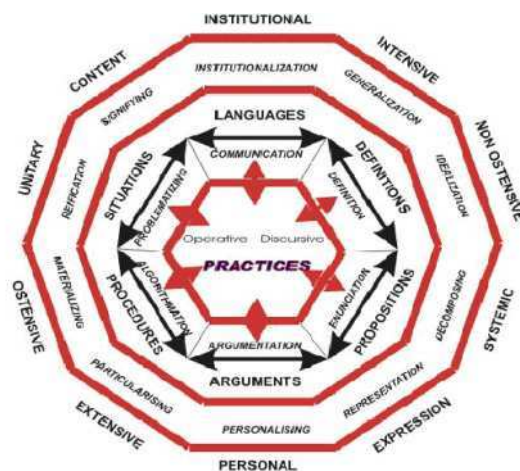 INSTITUTIONAL
CONTENT
INTENSIVE
INSTITUTIONALIZATION
SIGNIFYING
GENERALIZATION
LANGUAGES
UNITARY
NON OSTENSIVE
COMMUNICATION
REIFICATION
IDEALIZATION
SITUATIONS
DEFINITIONS
PROBLEMATIZING
DEFINITION
Operative Discursive
PRACTICES
MATERIALIZING
ALGORITHMATION
ENUNCIATION
DECOMPOSING
PROCEDURES
PROPOSITIONS
OSTENSIVE
SYSTEMIC
ARGUMENTATION
ARGUMENTS
PARTICULARISING
REPRESENTATION
EXTENSIVE
EXPRESSION
PERSONALISING
PERSONAL